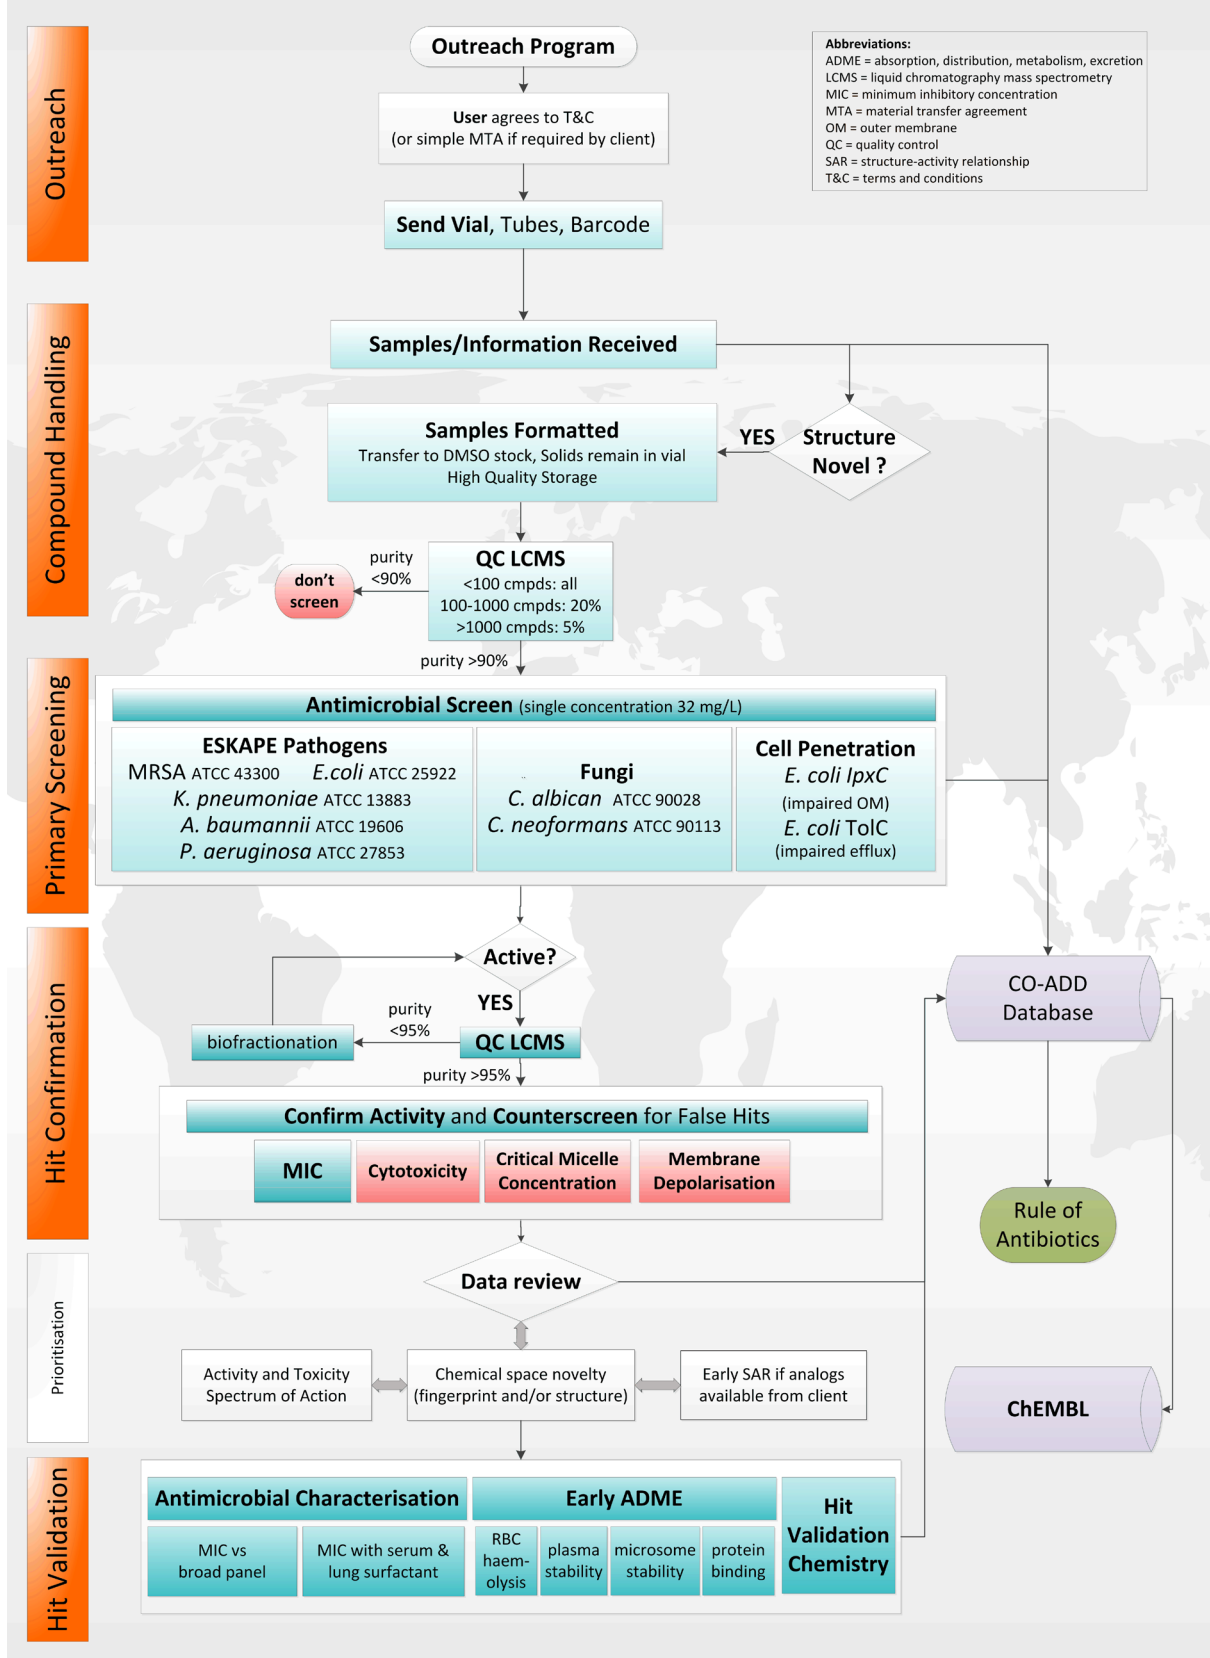 Outreach
Outreach Program
User agrees to T&C
(or simple MTA if required by client)
Send Vial, Tubes, Barcode
Abbreviations:
ADME = absorption, distribution, metabolism, excretion
LCMS = liquid chromatography mass spectrometry
MIC = minimum inhibitory concentration
MTA = material transfer agreement
OM = outer membrane
QC = quality control
SAR = structure-activity relationship
T&C = terms and conditions
Compound Handling
Samples/Information Received
Structure
Novel ?
YES
Samples Formatted
Transfer to DMSO stock, Solids remain in vial
High Quality Storage
QC LCMS
<100 cmpds: all
100-1000 cmpds: 20%
>1000 cmpds: 5%
purity
<90%
don't
screen
purity >90%
Primary Screening
Antimicrobial Screen (single concentration 32 mg/L)
ESKAPE Pathogens
MRSA ATCC 43300 E.coli ATCC 25922
K. pneumoniae ATCC 13883
A. baumannii ATCC 19606
P. aeruginosa ATCC 27853
Fungi
C. albican ATCC 90028
C. neoformans ATCC 90113
Cell Penetration
E. coli IpxC
(impaired OM)
E. coli TolC
(impaired efflux)
Hit Confirmation
Active?
YES
QC LCMS
purity
<95%
biofractionation
purity >95%
Confirm Activity and Counterscreen for False Hits
MIC
Cytotoxicity
Critical Micelle
Concentration
Membrane
Depolarisation
CO-ADD
Database
Rule of
Antibiotics
ChEMBL
Prioritisation
Data review
Activity and Toxicity
Spectrum of Action
Chemical space novelty
(fingerprint and/or structure)
Early SAR if analogs
available from client
Hit Validation
Antimicrobial Characterisation
MIC vs
broad panel
MIC with serum &
lung surfactant
Early ADME
RBC
haem-
olysis
plasma
stability
microsome
stability
protein
binding
Hit
Validation
Chemistry